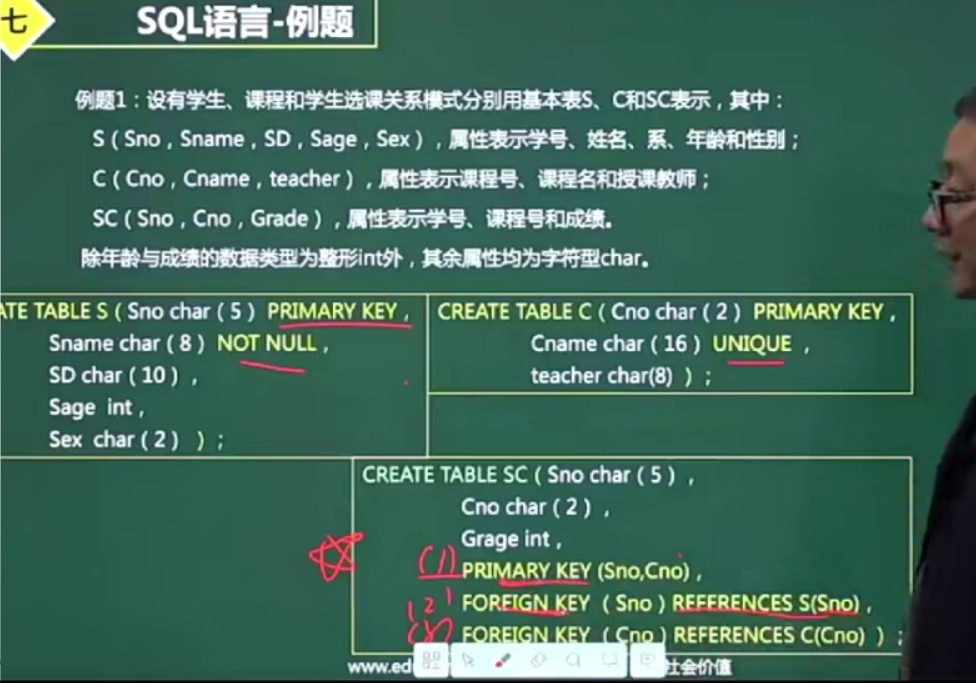 七
SQL语言-例题
例题1：设有学生、课程和学生选课关系模式分别用基本表S、C和SC表示，其中：
S（Sno，Sname，SD，Sage，Sex），属性表示学号、姓名、系、年龄和性别；
C（Cno，Cname，teacher），属性表示课程号、课程名和授课教师；
SC（Sno，Cno，Grade），属性表示学号、课程号和成绩。
除年龄与成绩的数据类型为整形int外，其余属性均为字符型char。
ATE TABLE S（Sno char（5）PRIMARY KEY，
Sname char（8）NOT NULL，
SD char（10），
Sage int，
Sex char（2））；
CREATE TABLE C（Cno char（2）PRIMARY KEY，
Cname char（16）UNIQUE，
teacher char(8)）；
CREATE TABLE SC（Sno char（5），
Cno char（2），
Grage int，
(1) PRIMARY KEY (Sno,Cno)，
(2) FOREIGN KEY（Sno）REFERENCES S(Sno)，
FOREIGN KEY（Cno）REFERENCES C(Cno)）；
www.ed
社会价值